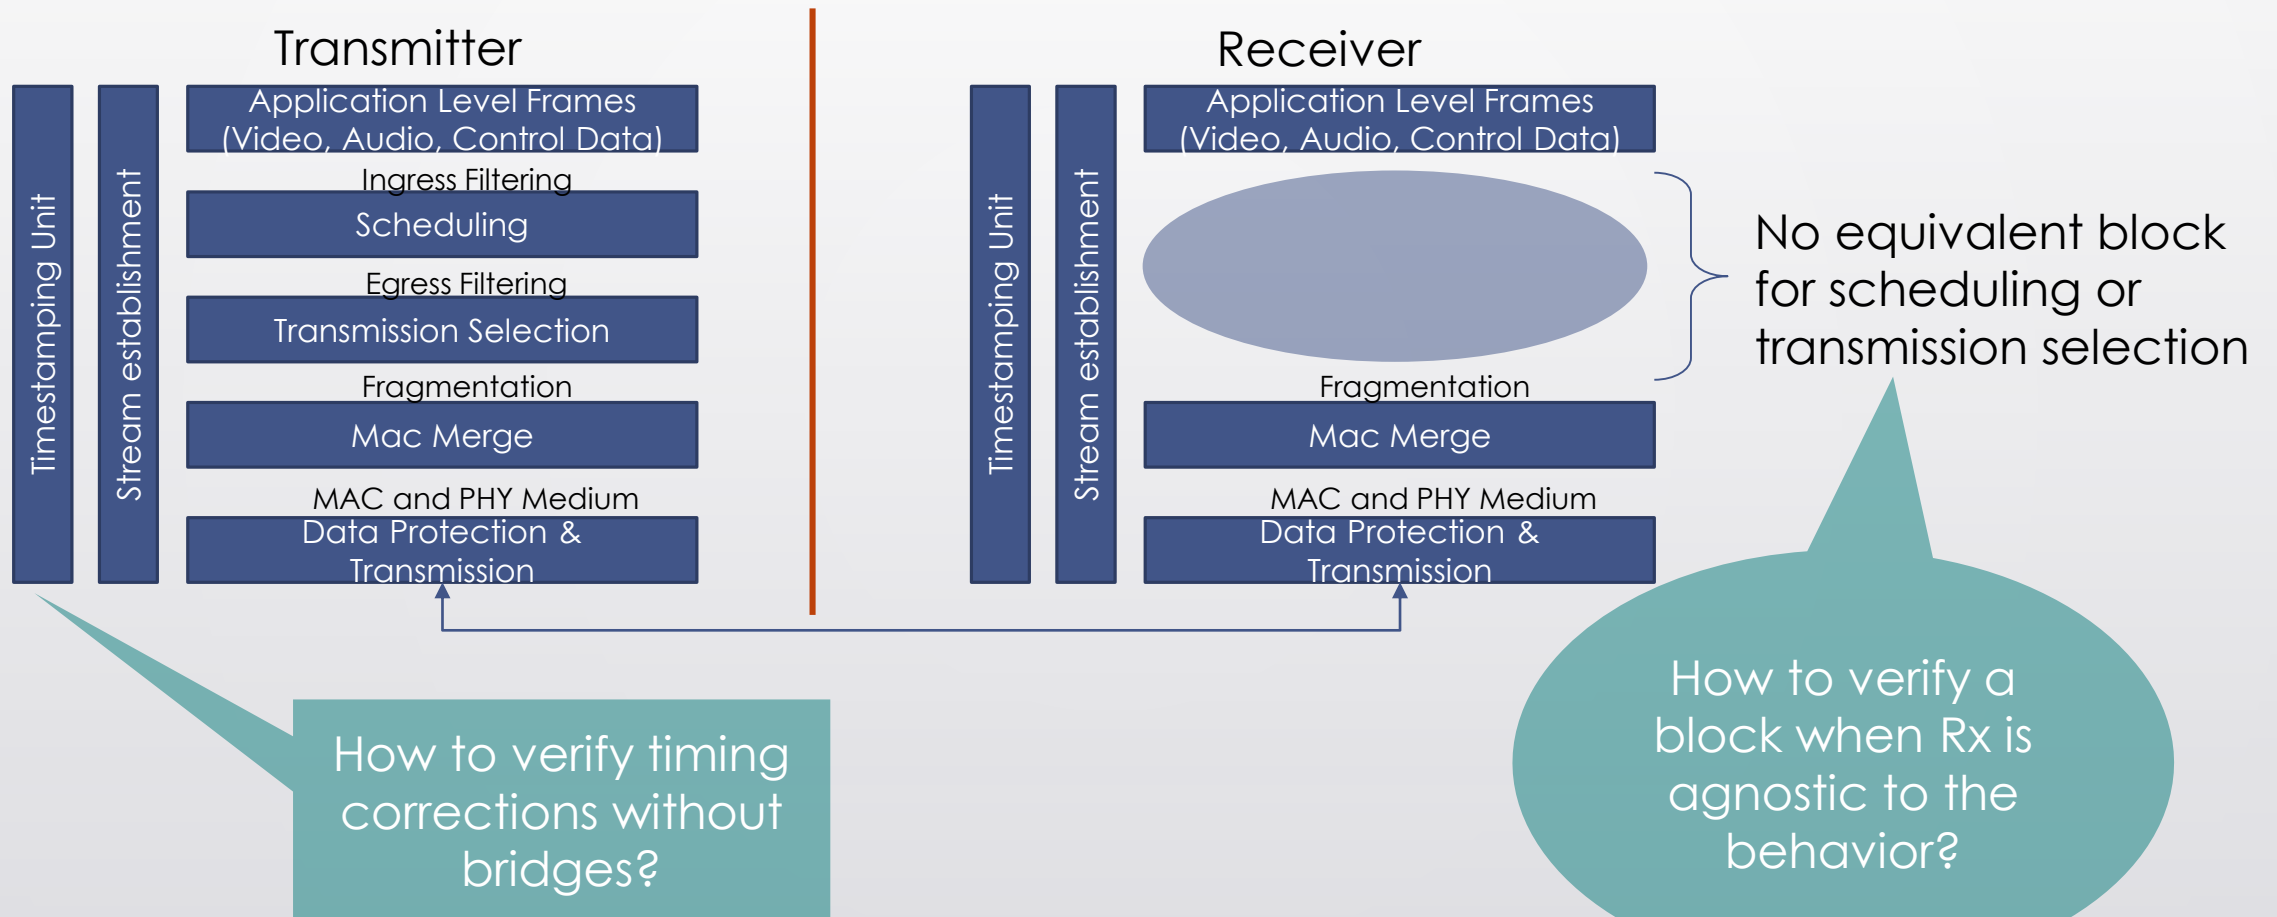 Transmitter
Timestamping Unit
Stream establishment
Application Level Frames
(Video, Audio, Control Data)
Ingress Filtering
Scheduling
Egress Filtering
Transmission Selection
Fragmentation
Mac Merge
MAC and PHY Medium
Data Protection &
Transmission
How to verify timing
corrections without
bridges?
Receiver
Timestamping Unit
Stream establishment
Application Level Frames
(Video, Audio, Control Data)
Fragmentation
Mac Merge
MAC and PHY Medium
Data Protection &
Transmission
No equivalent block
for scheduling or
transmission selection
How to verify a
block when Rx is
agnostic to the
behavior?